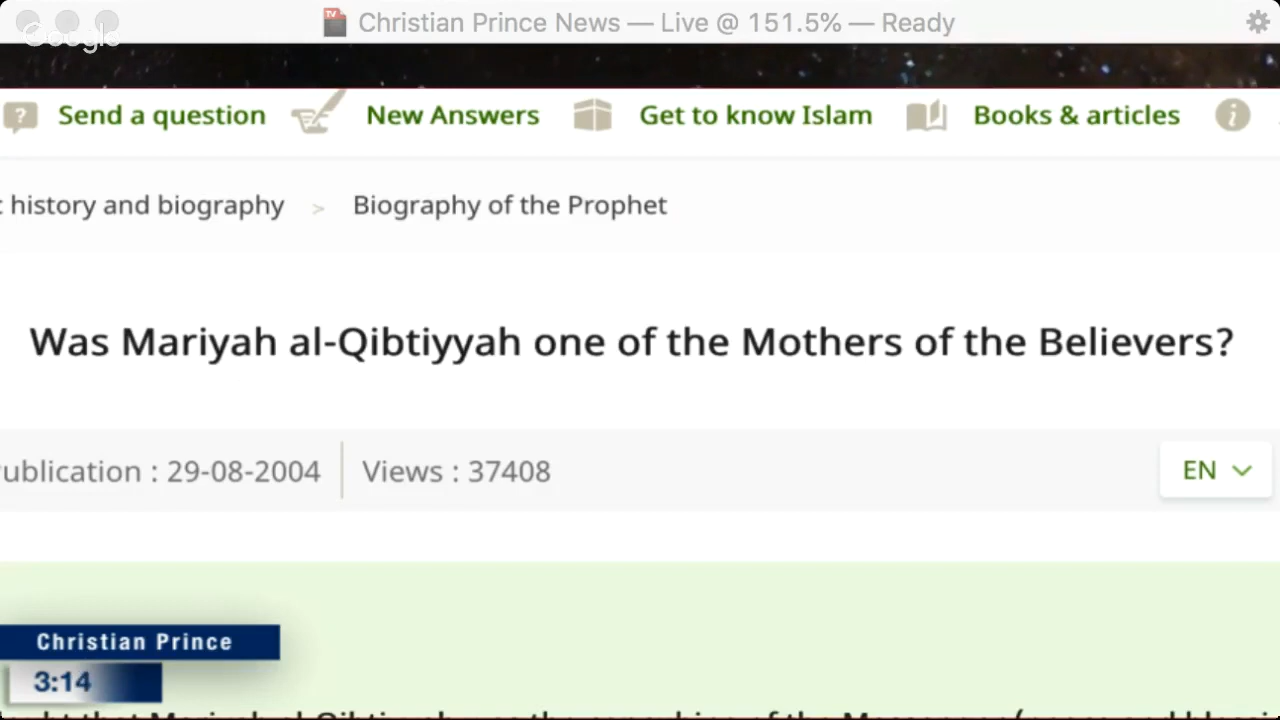 Christian Prince News — Live @ 151.5% — Ready
Google
Send a question New Answers Get to know Islam Books & articles
history and biography > Biography of the Prophet
Was Mariyah al-Qibtiyyah one of the Mothers of the Believers?
ublication : 29-08-2004 Views : 37408
EN
Christian Prince
3:14